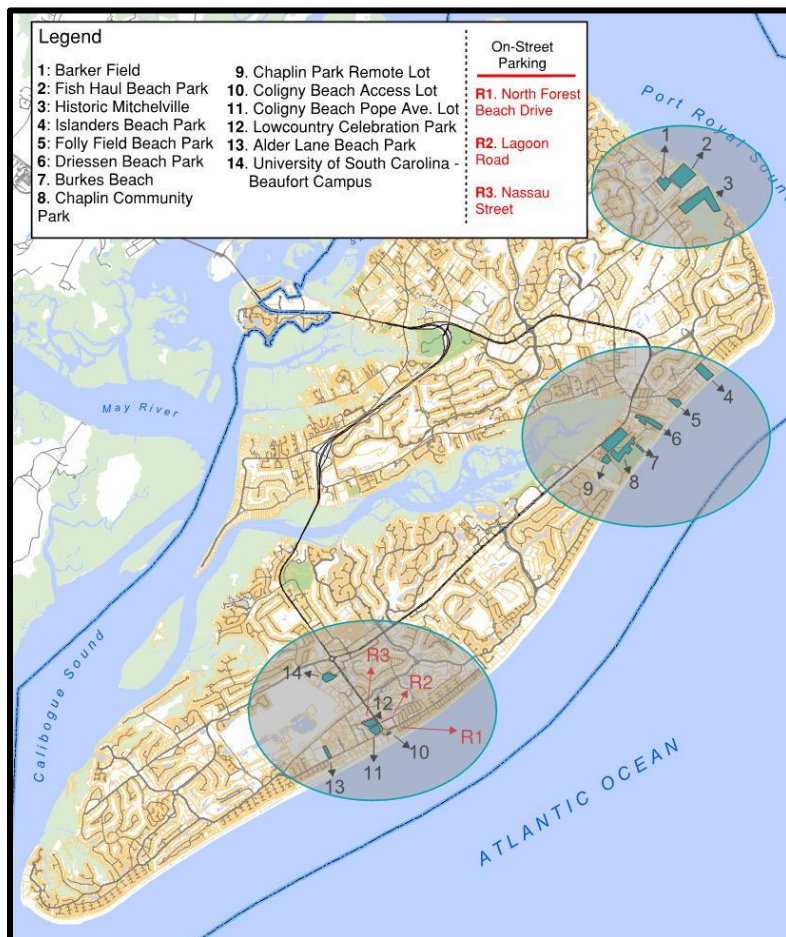 Legend
1: Barker Field
2: Fish Haul Beach Park
3: Historic Mitchelville
4: Islanders Beach Park
5: Folly Field Beach Park
6: Driessen Beach Park
7: Burkes Beach
8: Chaplin Community
Park
9. Chaplin Park Remote Lot
10. Coligny Beach Access Lot
11. Coligny Beach Pope Ave. Lot
12. Lowcountry Celebration Park
13. Alder Lane Beach Park
14. University of South Carolina -
Beaufort Campus
On-Street
Parking
R1. North Forest
Beach Drive
R2. Lagoon
Road
R3. Nassau
Street
Port Royal Sound
1
2
3
May River
4
5
6
7
8
9
Calibogue Sound
14
R3
R2
12
R1
10
11
13
ATLANTIC OCEAN